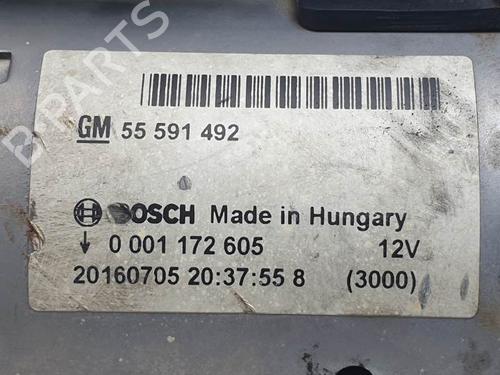 B-PARTS
GM 55 591 492
BOSCH Made in Hungary
0 001 172 605 12V
20160705 20:37:55 8 (3000)